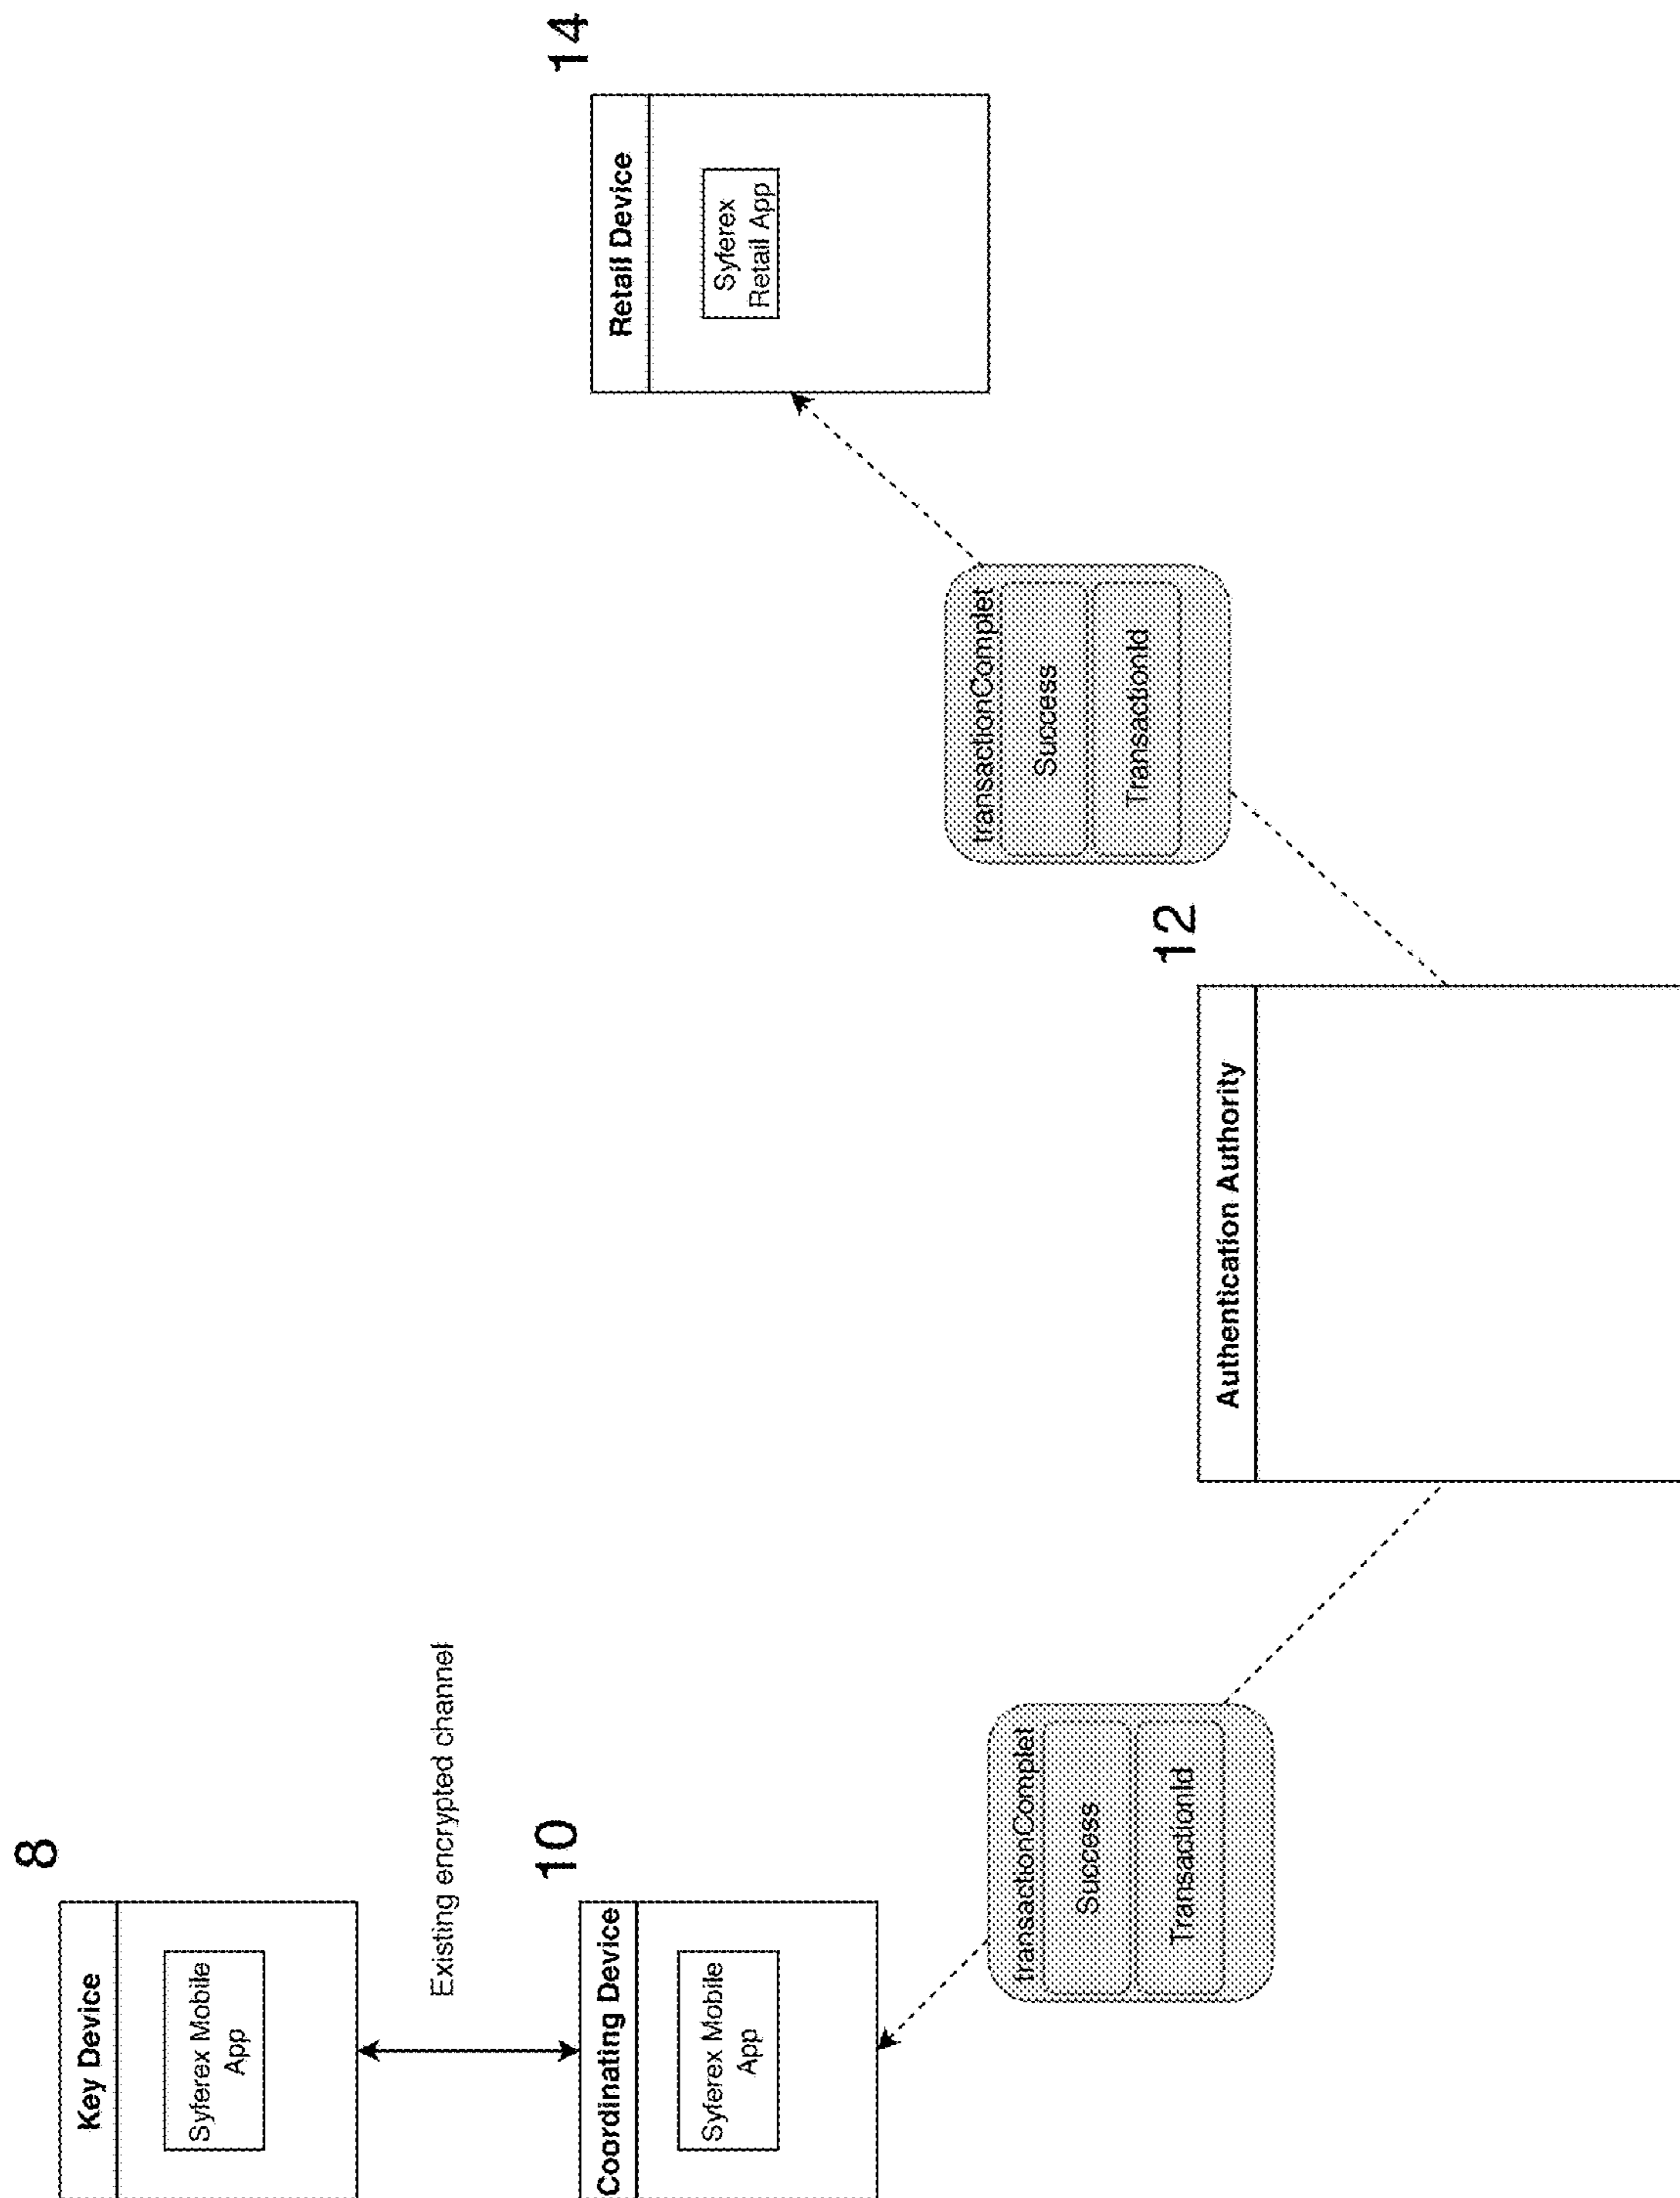 8
Key Device
Syferex Mobile
App
Existing encrypted channel
10
Coordinating Device
Syferex Mobile
App
transactionComplet
Success
TransactionId
12
Authentication Authority
transactionComplet
Success
TransactionId
14
Retail Device
Syferex
Retail App